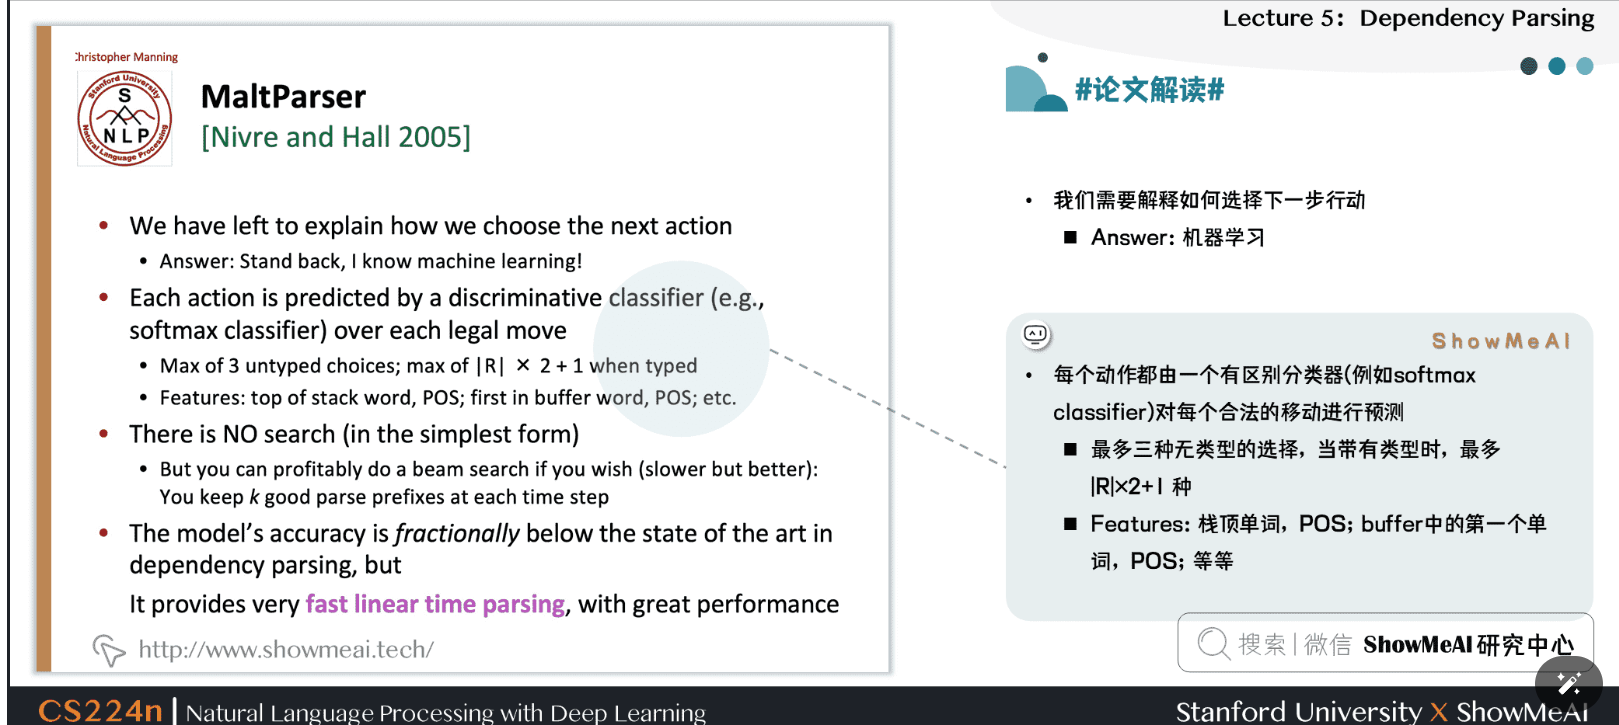 Lecture 5: Dependency Parsing
Christopher Manning
Stanford University
S
NLP
Natural Language Processing
MaltParser
[Nivre and Hall 2005]
• We have left to explain how we choose the next action
• Answer: Stand back, I know machine learning!
• Each action is predicted by a discriminative classifier (e.g.,
softmax classifier) over each legal move
• Max of 3 untyped choices; max of |R| × 2 + 1 when typed
• Features: top of stack word, POS; first in buffer word, POS; etc.
• There is NO search (in the simplest form)
• But you can profitably do a beam search if you wish (slower but better):
You keep k good parse prefixes at each time step
• The model's accuracy is fractionally below the state of the art in
dependency parsing, but
It provides very fast linear time parsing, with great performance
http://www.showmeai.tech/
#论文解读#
• 我们需要解释如何选择下一步行动
■ Answer: 机器学习
ShowMeAI
• 每个动作都由一个有区别分类器(例如softmax
classifier)对每个合法的移动进行预测
■ 最多三种无类型的选择，当带有类型时，最多
|R|×2+1 种
■ Features: 栈顶单词，POS; buffer中的第一个单
词，POS; 等等
搜索|微信 ShowMeAI 研究中心
CS224n | Natural Language Processing with Deep Learning
Stanford University X ShowMeAI